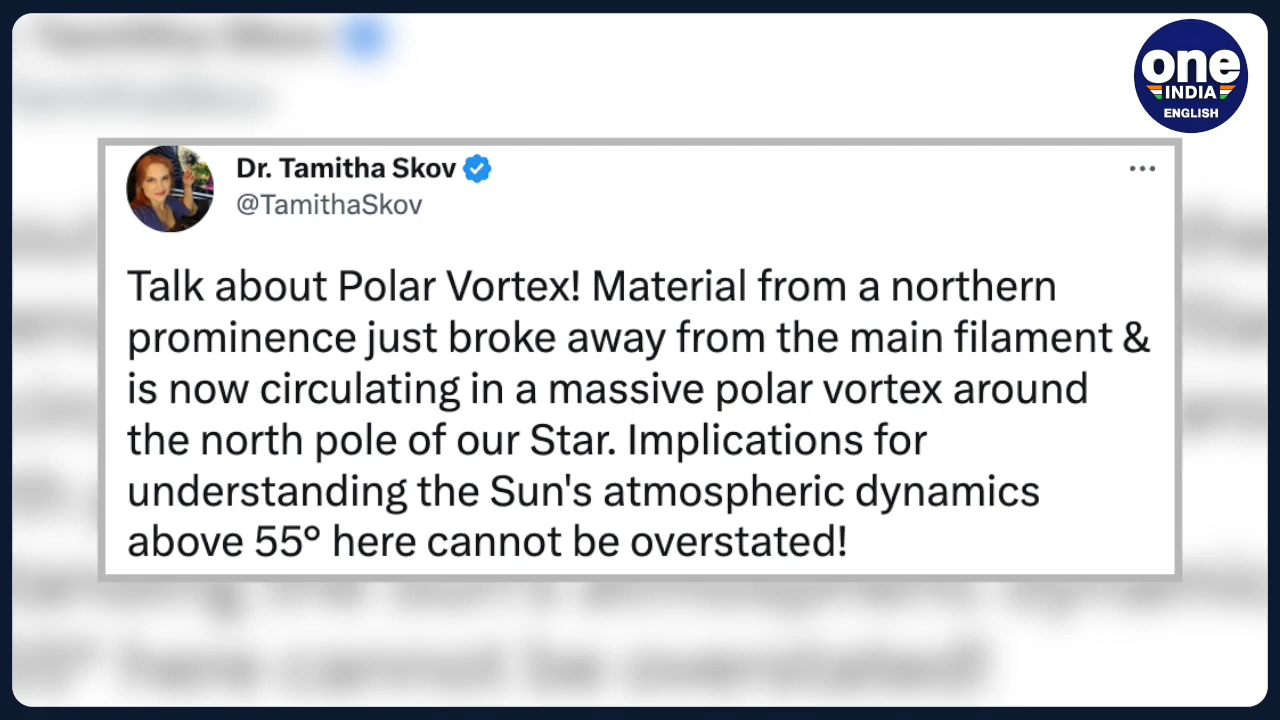 one
INDIA
ENGLISH
Dr. Tamitha Skov
@TamithaSkov
Talk about Polar Vortex! Material from a northern
prominence just broke away from the main filament &
is now circulating in a massive polar vortex around
the north pole of our Star. Implications for
understanding the Sun's atmospheric dynamics
above 55° here cannot be overstated!